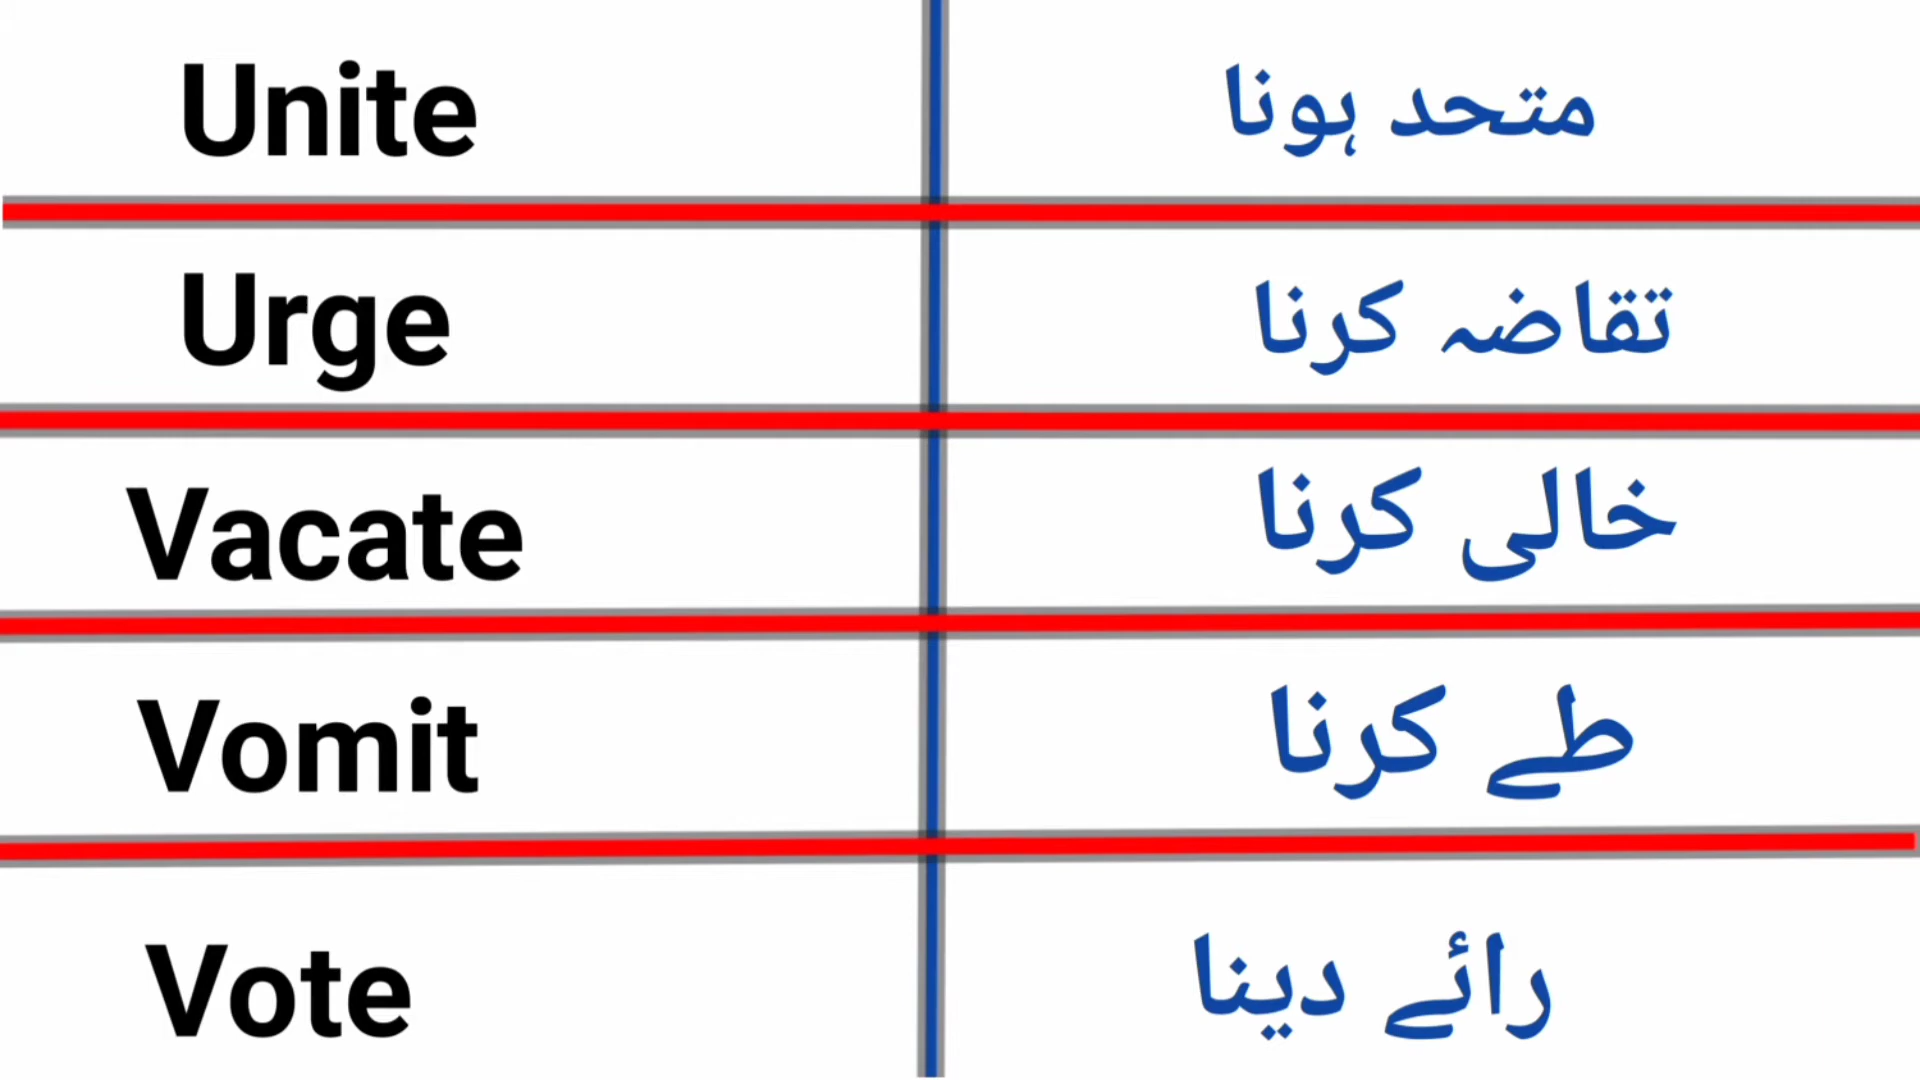 Unite متحد ہونا
Urge تقاضہ کرنا
Vacate خالی کرنا
Vomit طے کرنا
Vote رائے دینا